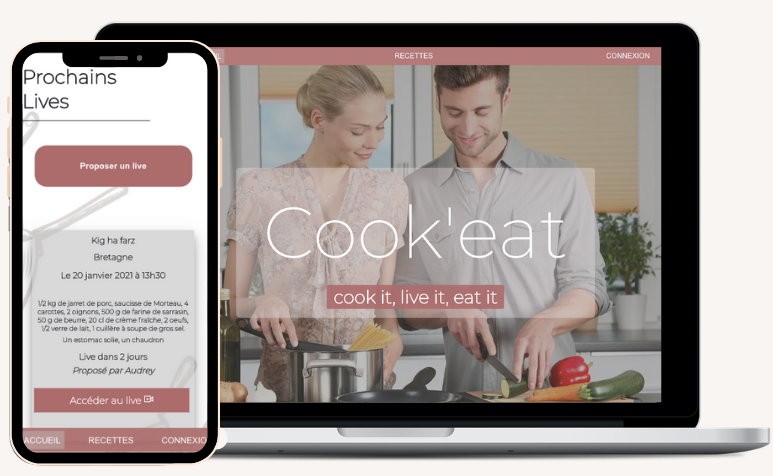 Prochains
Lives
Proposer un live
Kig ha farz
Bretagne
Le 20 janvier 2021 à 13h30
1/2 kg de jarret de porc, saucisse de Morteau, 4
carottes, 2 oignons, 500 g de farine de sarrasin,
50 g de beurre, 20 cl de crème fraîche, 2 oeufs,
1/2 verre de lait, 1 cuillère à soupe de gros sel.
Un estomac solie, un chaudron
Live dans 2 jours
Proposé par Audrey
Accéder au live
ACCUEIL RECETTES CONNEXIO
RECETTES CONNEXION
Cook'eat
cook it, live it, eat it